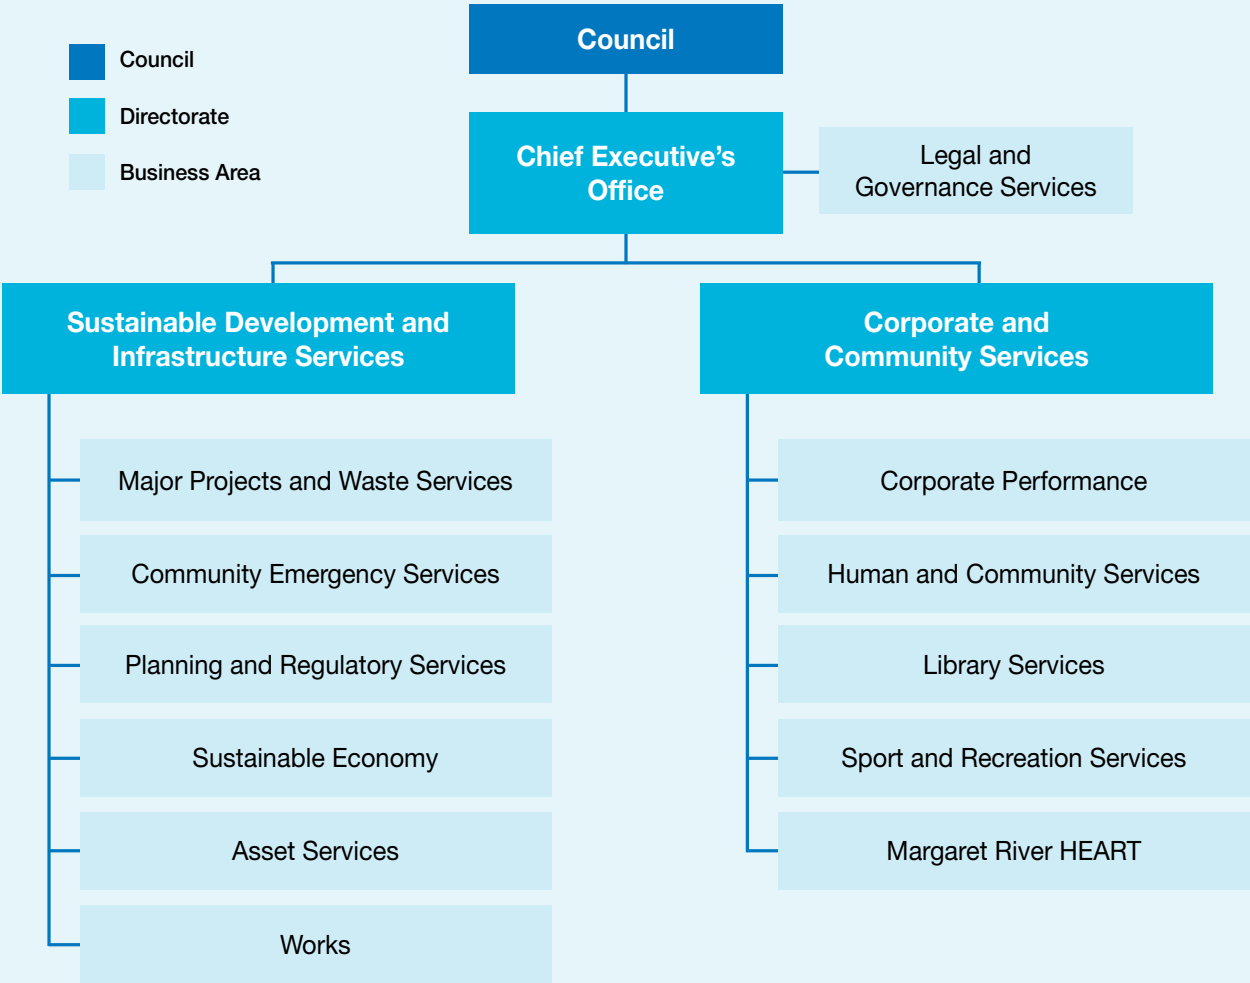 Council
Directorate
Business Area
Council
Chief Executive’s
Office
Legal and
Governance Services
Sustainable Development and
Infrastructure Services
Major Projects and Waste Services
Community Emergency Services
Planning and Regulatory Services
Sustainable Economy
Asset Services
Works
Corporate and
Community Services
Corporate Performance
Human and Community Services
Library Services
Sport and Recreation Services
Margaret River HEART